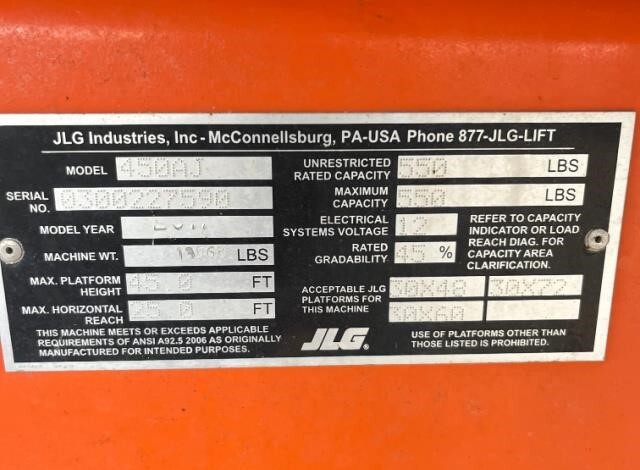 JLG Industries, Inc - McConnellsburg, PA-USA Phone 877-JLG-LIFT
MODEL 450AJ
SERIAL NO. 0300227590
MODEL YEAR
MACHINE WT. LBS
MAX. PLATFORM HEIGHT 45.0 FT
MAX. HORIZONTAL REACH FT
THIS MACHINE MEETS OR EXCEEDS APPLICABLE
REQUIREMENTS OF ANSI A92.5 2006 AS ORIGINALLY
MANUFACTURED FOR INTENDED PURPOSES.
UNRESTRICTED RATED CAPACITY 550 LBS
MAXIMUM CAPACITY 550 LBS
ELECTRICAL SYSTEMS VOLTAGE 12
RATED GRADABILITY 45 %
REFER TO CAPACITY
INDICATOR OR LOAD
REACH DIAG. FOR
CAPACITY AREA
CLARIFICATION.
ACCEPTABLE JLG
PLATFORMS FOR
THIS MACHINE
30X48 30X72
30X60
JLG®
USE OF PLATFORMS OTHER THAN
THOSE LISTED IS PROHIBITED.